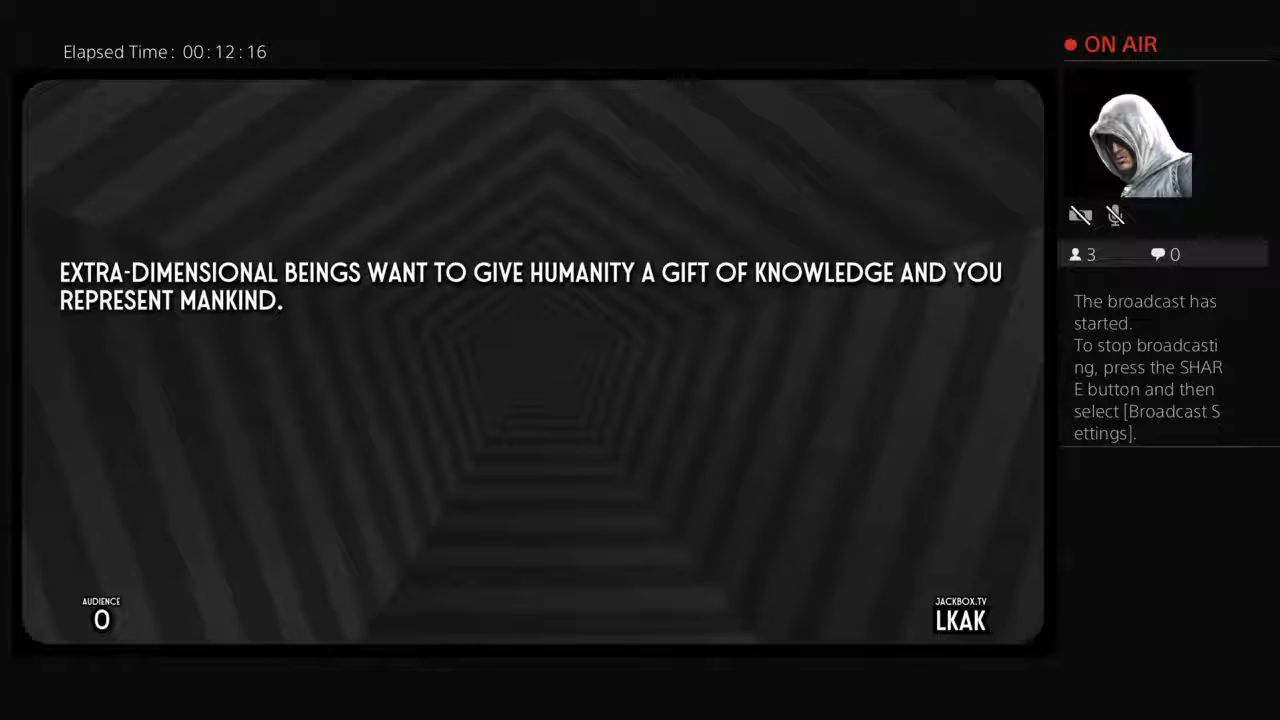 Elapsed Time: 00:12:16
ON AIR
EXTRA-DIMENSIONAL BEINGS WANT TO GIVE HUMANITY A GIFT OF KNOWLEDGE AND YOU
REPRESENT MANKIND.
3 0
The broadcast has
started.
To stop broadcasti
ng, press the SHAR
E button and then
select [Broadcast S
ettings].
AUDIENCE
0
JACKBOX.TV
LKAK